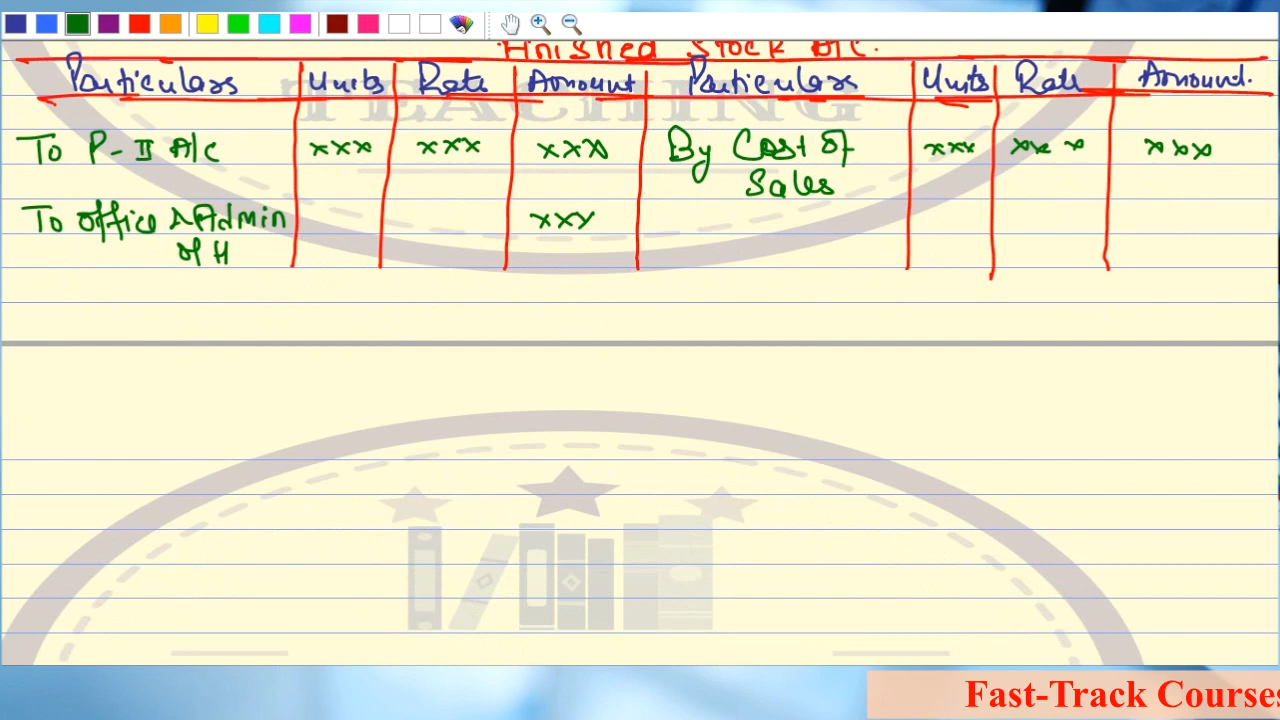 Finished Stock A/c.
Particulars Units Rate Amount Particulars Units Rate Amount.
TEACHING
To P-II A/c xxx xxx xxx By Cost of xxx xxx xxx
Sales
To Office & Admin xxx
o/H
Fast-Track Courses